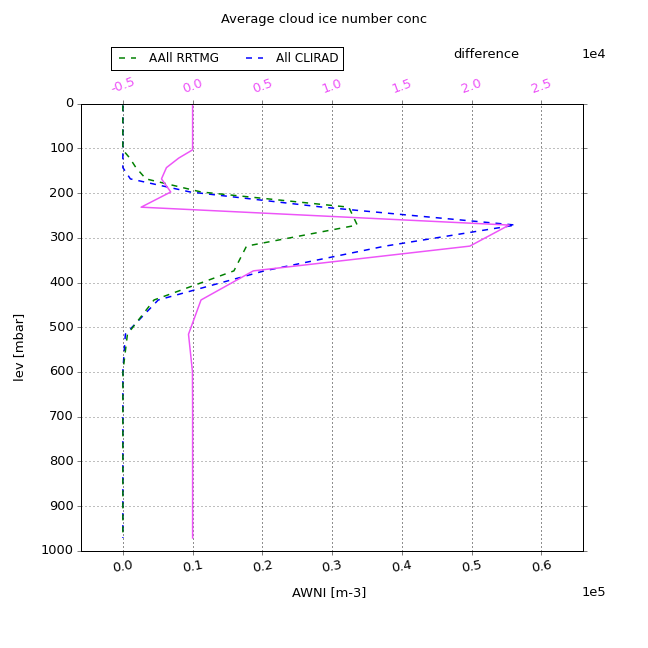 Average cloud ice number conc
AAll RRTMG All CLIRAD
difference 1e4
-0.5 0.0 0.5 1.0 1.5 2.0 2.5
0
100
200
300
400
500
600
700
800
900
1000
lev [mbar]
0.0 0.1 0.2 0.3 0.4 0.5 0.6
AWNI [m-3] 1e5